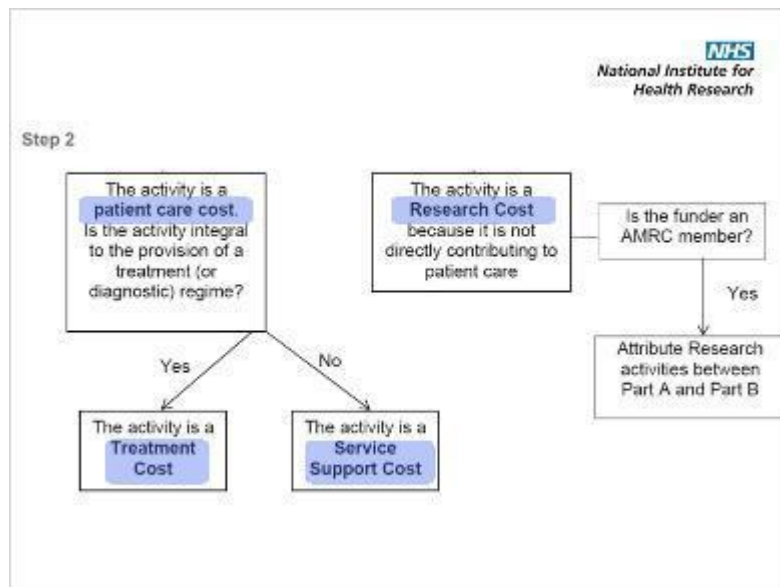 NHS
National Institute for
Health Research
Step 2
The activity is a
patient care cost.
Is the activity integral
to the provision of a
treatment (or
diagnostic) regime?
The activity is a
Research Cost
because it is not
directly contributing to
patient care
Is the funder an
AMRC member?
Yes
No
Yes
Attribute Research
activities between
Part A and Part B
The activity is a
Treatment
Cost
The activity is a
Service
Support Cost